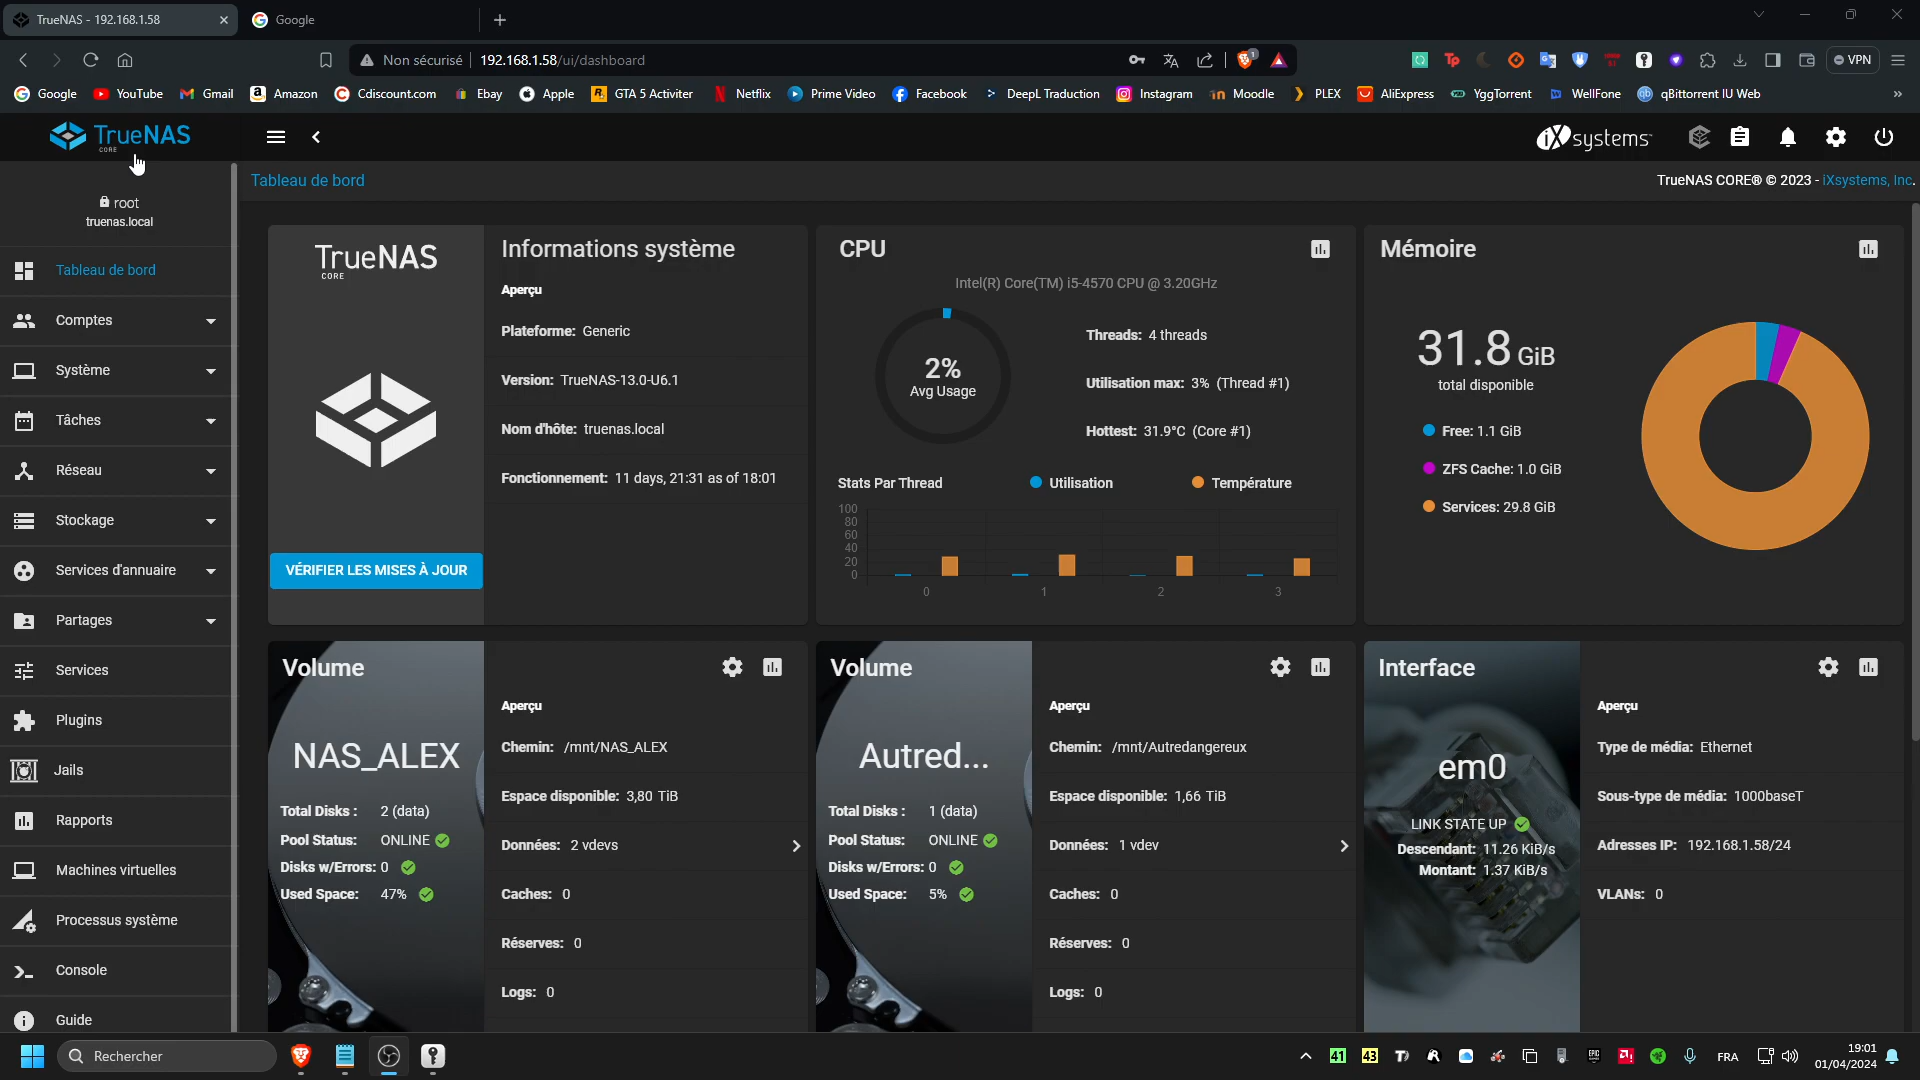 TrueNAS - 192.168.1.58
Google
Non sécurisé
192.168.1.58/ui/dashboard
1
VPN
Google
YouTube
Gmail
Amazon
Cdiscount.com
Ebay
Apple
GTA 5 Activiter
Netflix
Prime Video
Facebook
DeepL Traduction
Instagram
Moodle
PLEX
AliExpress
YggTorrent
WellFone
qBittorrent IU Web
TrueNAS
CORE
iXsystems
root
truenas.local
Tableau de bord
TrueNAS CORE® © 2023 - iXsystems, Inc.
Tableau de bord
Comptes
Système
Tâches
Réseau
Stockage
Services d'annuaire
Partages
Services
Plugins
Jails
Rapports
Machines virtuelles
Processus système
Console
Guide
TrueNAS
CORE
VÉRIFIER LES MISES À JOUR
Informations système
Aperçu
Plateforme: Generic
Version: TrueNAS-13.0-U6.1
Nom d'hôte: truenas.local
Fonctionnement: 11 days, 21:31 as of 18:01
CPU
Intel(R) Core(TM) i5-4570 CPU @ 3.20GHz
2%
Avg Usage
Threads: 4 threads
Utilisation max: 3% (Thread #1)
Hottest: 31.9°C (Core #1)
Stats Par Thread
Utilisation
Température
100
80
60
40
20
0
0
1
2
3
Mémoire
31.8 GiB
total disponible
Free: 1.1 GiB
ZFS Cache: 1.0 GiB
Services: 29.8 GiB
Volume
NAS_ALEX
Total Disks : 2 (data)
Pool Status: ONLINE
Disks w/Errors: 0
Used Space: 47%
Aperçu
Chemin: /mnt/NAS_ALEX
Espace disponible: 3,80 TiB
Données: 2 vdevs
Caches: 0
Réserves: 0
Logs: 0
Volume
Autred...
Total Disks : 1 (data)
Pool Status: ONLINE
Disks w/Errors: 0
Used Space: 5%
Aperçu
Chemin: /mnt/Autredangereux
Espace disponible: 1,66 TiB
Données: 1 vdev
Caches: 0
Réserves: 0
Logs: 0
Interface
em0
LINK STATE UP
Descendant: 11.26 KiB/s
Montant: 1.37 KiB/s
Aperçu
Type de média: Ethernet
Sous-type de média: 1000baseT
Adresses IP: 192.168.1.58/24
VLANs: 0
Rechercher
41
43
FRA
19:01
01/04/2024